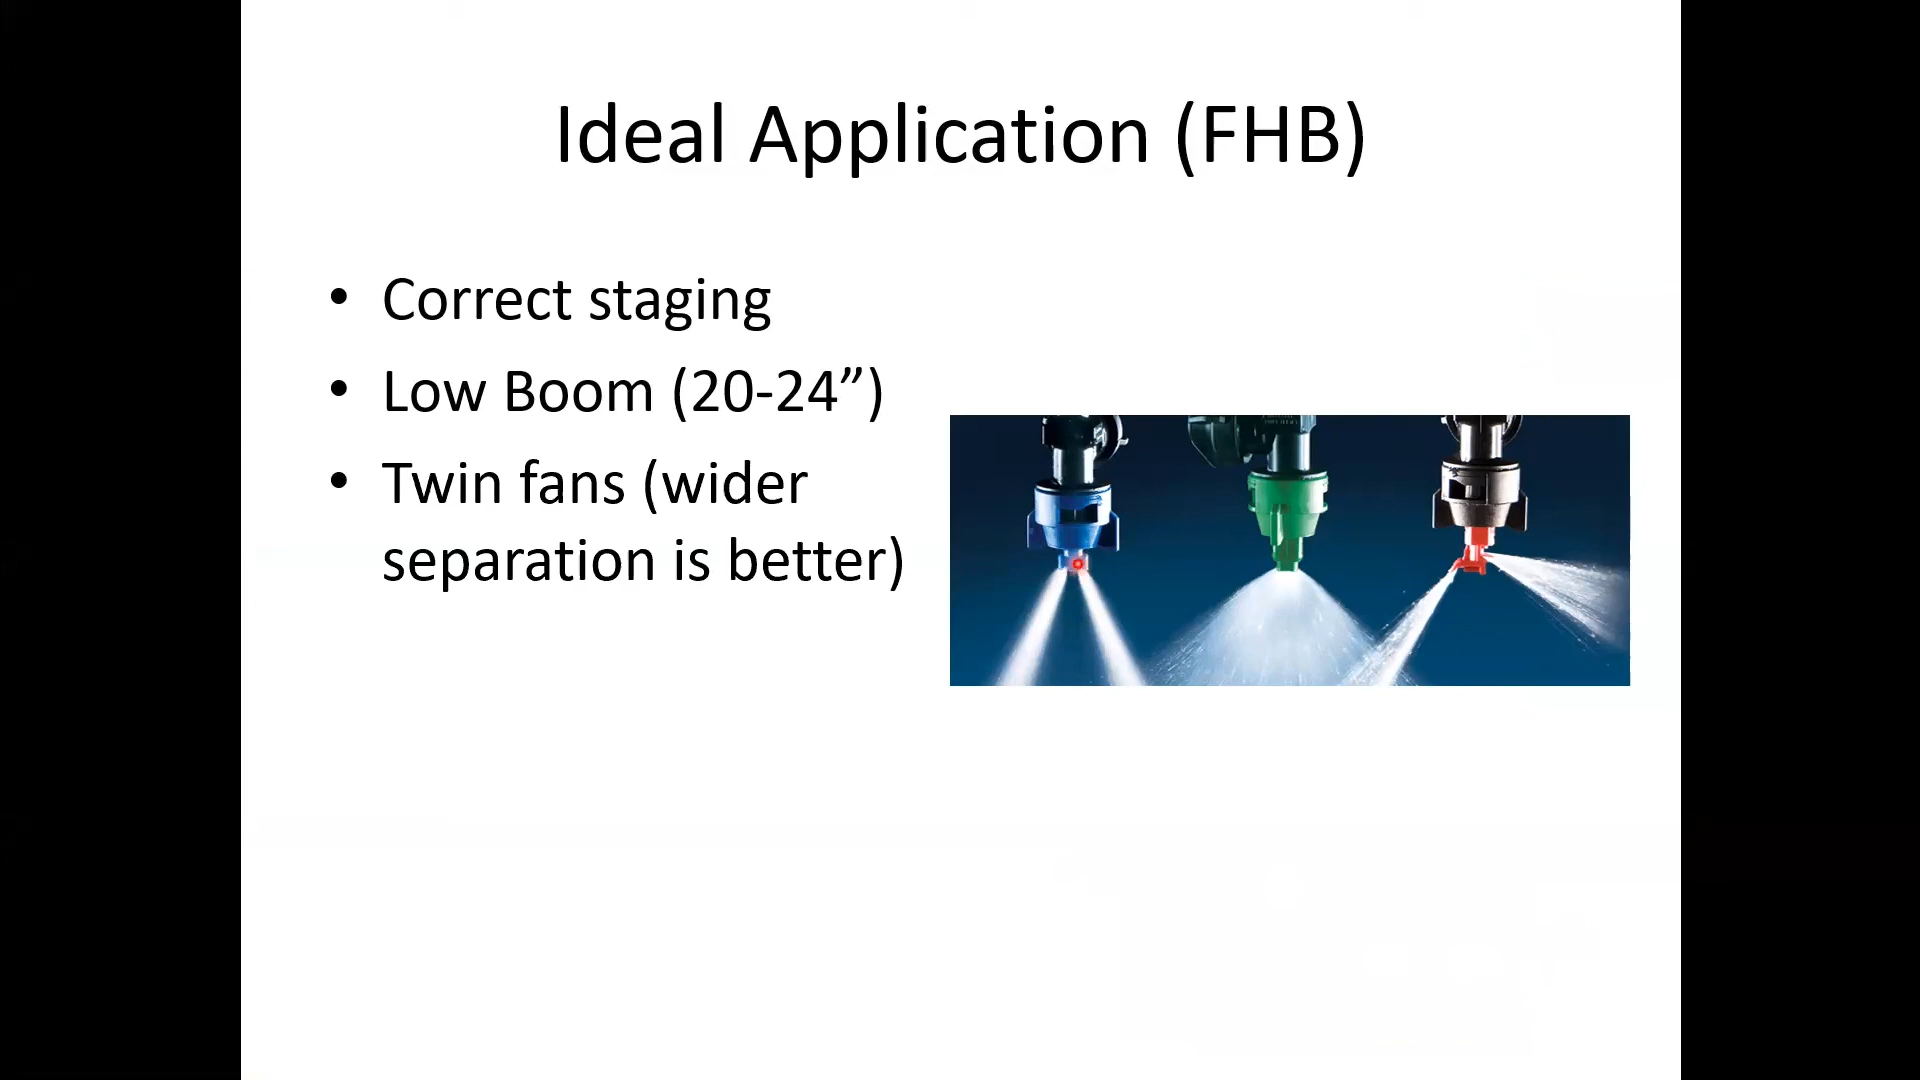 Ideal Application (FHB)
• Correct staging
• Low Boom (20-24”)
• Twin fans (wider
separation is better)